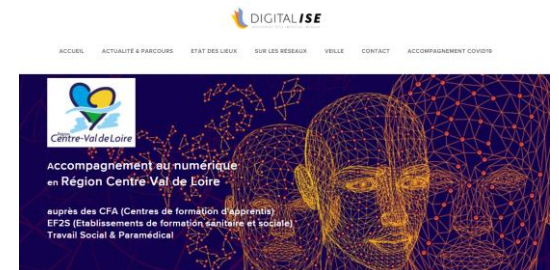 DIGITALISE
ACCUEIL ACTUALITÉ & PARCOURS ETAT DES LIEUX SUR LES RÉSEAUX VEILLE CONTACT ACCOMPAGNEMENT COVID19
Région
Centre-Val de Loire
Accompagnement au numérique
en Région Centre Val de Loire
auprès des CFA (Centres de formation d'apprentis)
EF2S (Etablissements de formation sanitaire et sociale)
Travail Social & Paramédical